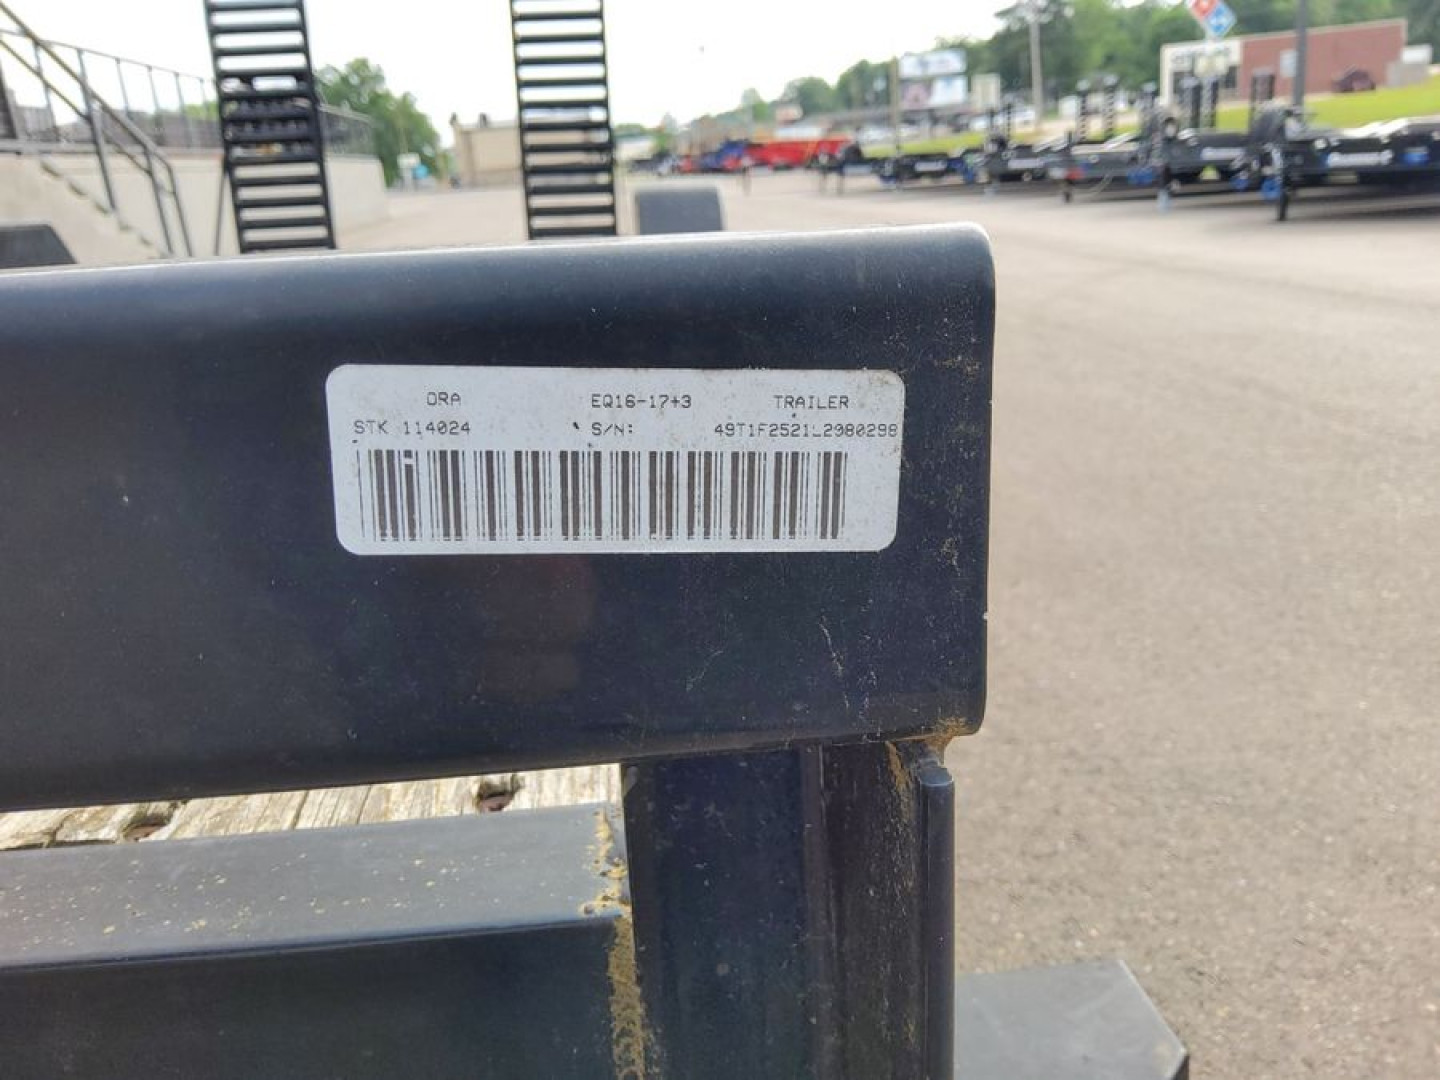 DRA EQ16-17+3 TRAILER
STK 114024 S/N: 49T1F2521L2980298